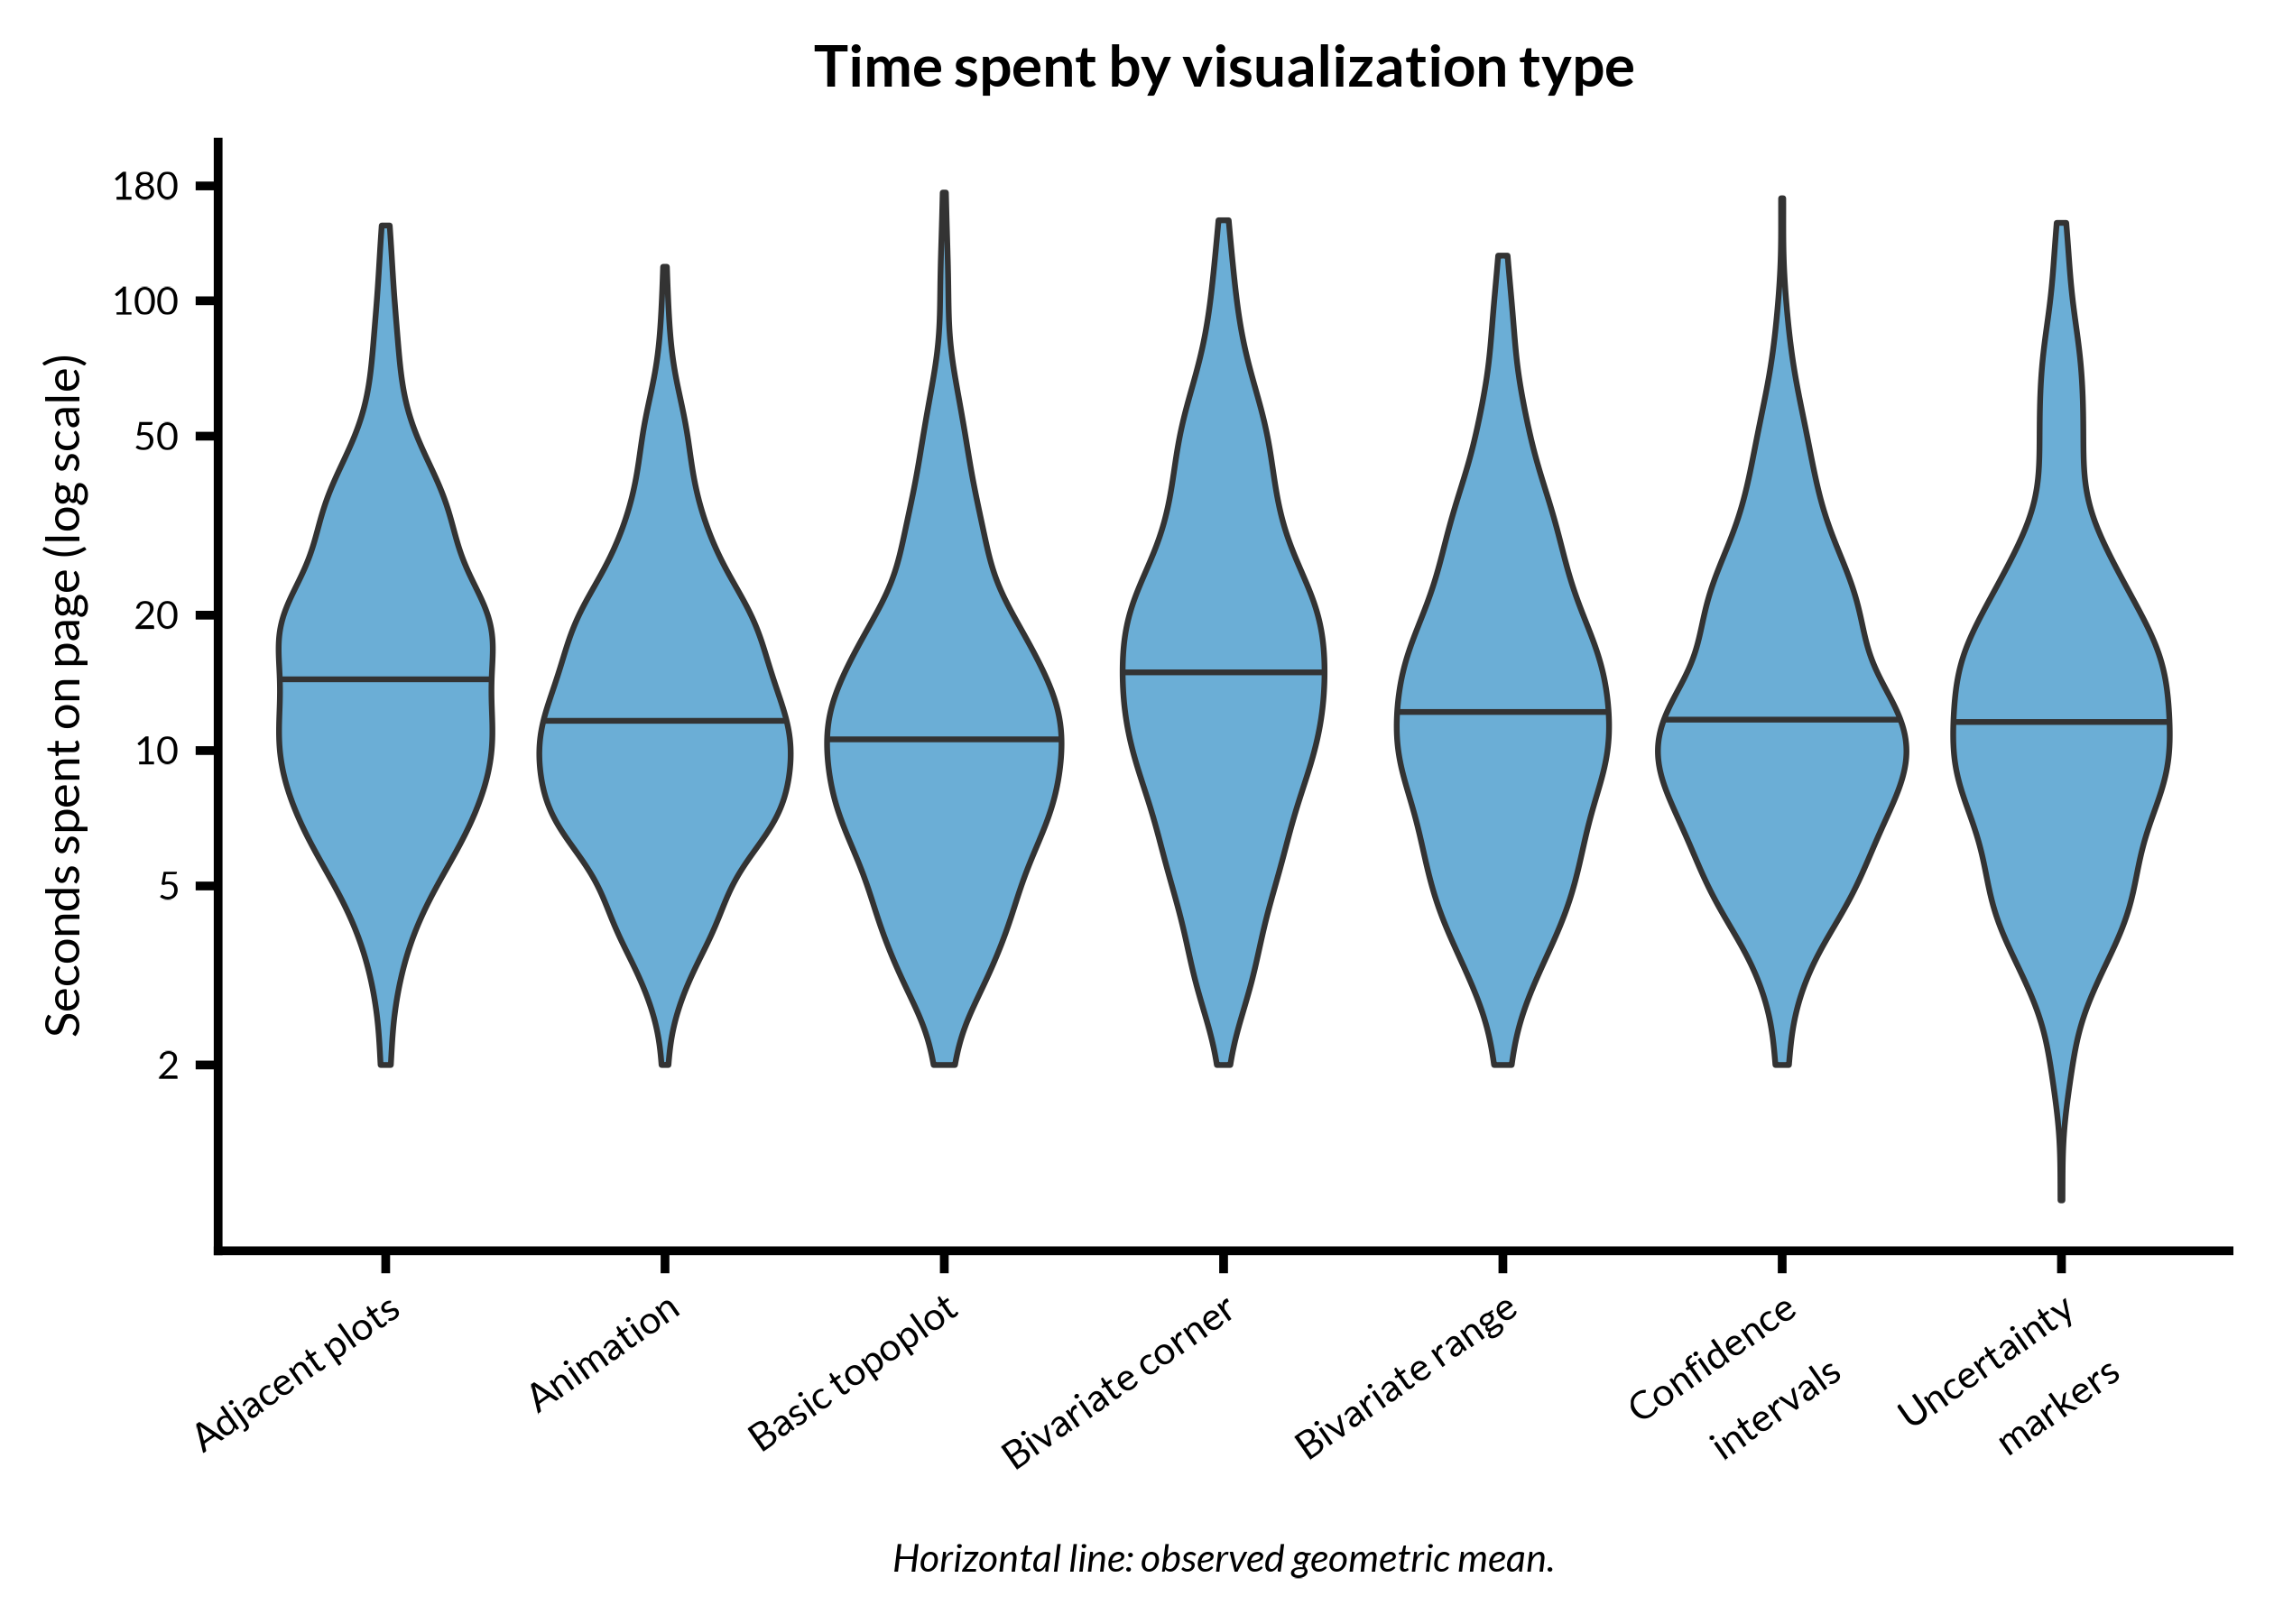 Time spent by visualization type
Seconds spent on page (log scale)
180
100
50
20
10
5
2
Adjacent plots
Animation
Basic topoplot
Bivariate corner
Bivariate range
Confidence
intervals
Uncertainty
markers
Horizontal line: observed geometric mean.